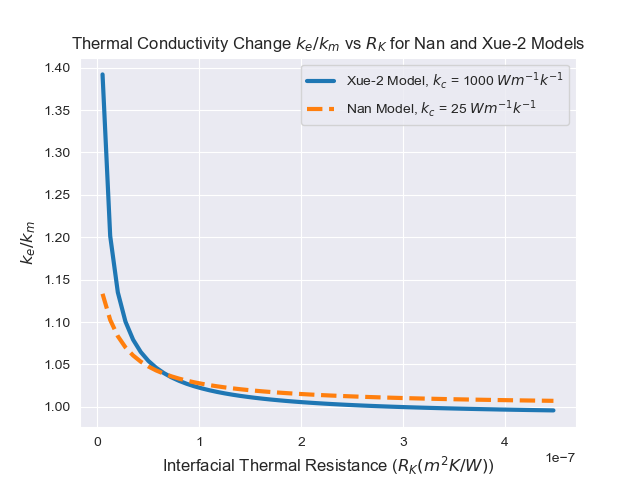 Thermal Conductivity Change $k_e/k_m$ vs $R_K$ for Nan and Xue-2 Models
Xue-2 Model, $k_c$ = 1000 $Wm^{-1}k^{-1}$
Nan Model, $k_c$ = 25 $Wm^{-1}k^{-1}$
1.40
1.35
1.30
1.25
1.20
1.15
1.10
1.05
1.00
$k_e/k_m$
0 1 2 3 4
1e−7
Interfacial Thermal Resistance ($R_K(m^2K/W)$)